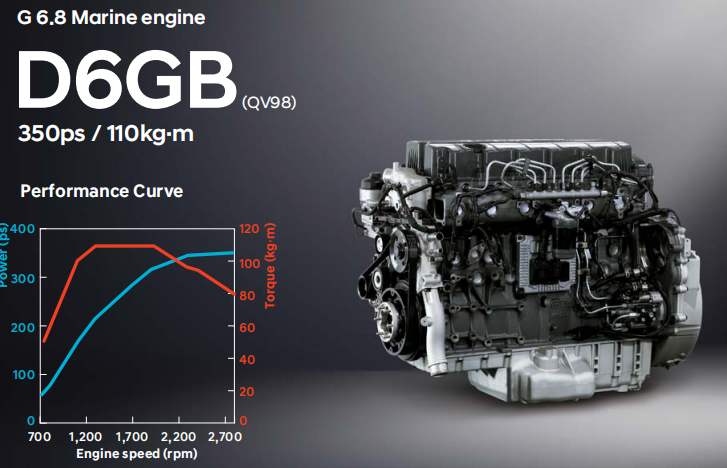 G 6.8 Marine engine
D6GB (QV98)
350ps / 110kg·m
Performance Curve
Power (ps)
400
300
200
100
0
Torque (kg·m)
120
100
80
60
40
20
0
700 1,200 1,700 2,200 2,700
Engine speed (rpm)